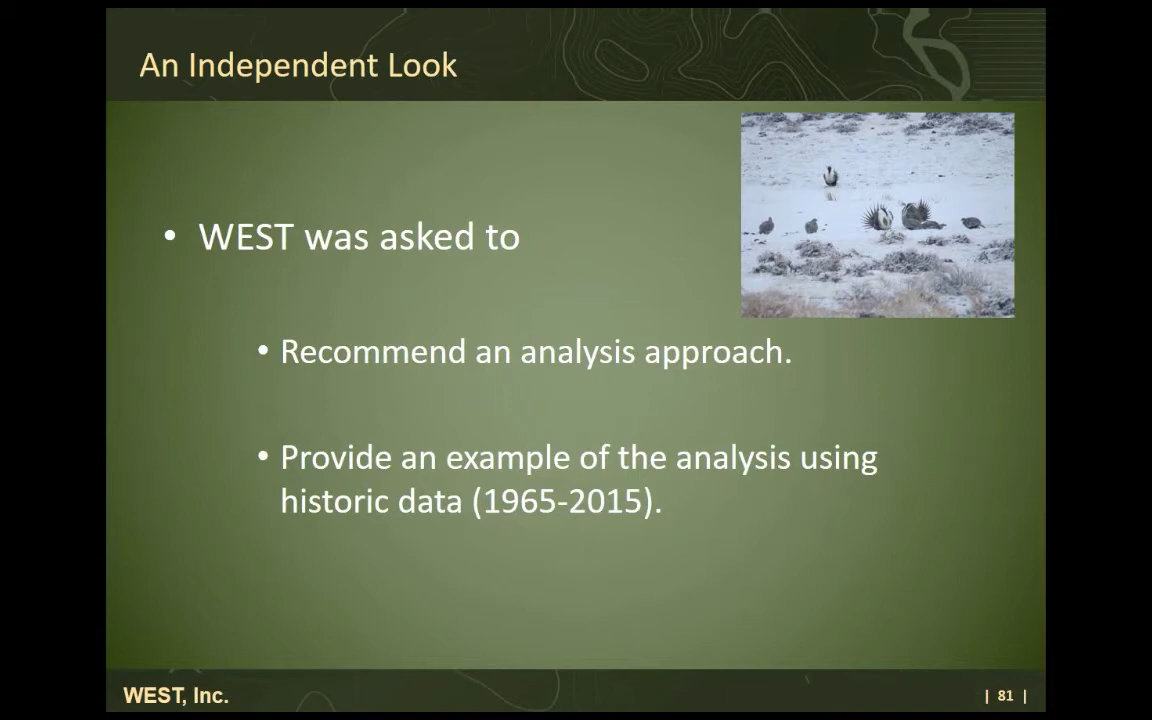 An Independent Look
• WEST was asked to
• Recommend an analysis approach.
• Provide an example of the analysis using
historic data (1965-2015).
WEST, Inc.
| 81 |